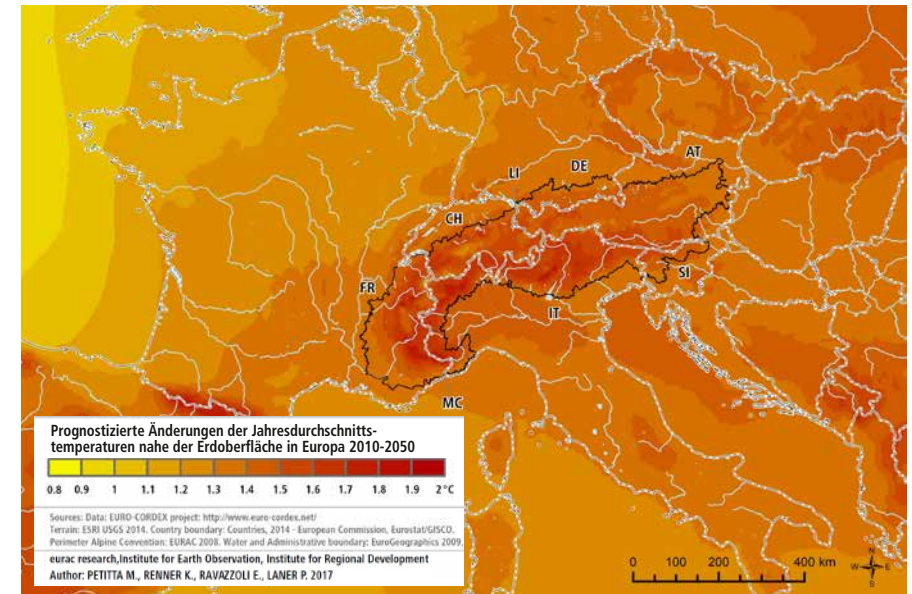 AT
DE
LI
CH
FR
SI
IT
MC
Prognostizierte Änderungen der Jahresdurchschnitts-
temperaturen nahe der Erdoberfläche in Europa 2010-2050
0.8 0.9 1 1.1 1.2 1.3 1.4 1.5 1.6 1.7 1.8 1.9 2 °C
Sources: Data: EURO-CORDEX project: http://www.euro-cordex.net/
Terrain: ESRI USGS 2014. Country boundary: Countries, 2014 - European Commission, Eurostat/GISCO.
Perimeter Alpine Convention: EURAC 2008. Water and Administrative boundary: EuroGeographics 2009.
eurac research,Institute for Earth Observation, Institute for Regional Development
Author: PETITTA M., RENNER K., RAVAZZOLI E., LANER P. 2017
0 100 200 400 km
N
W E
S